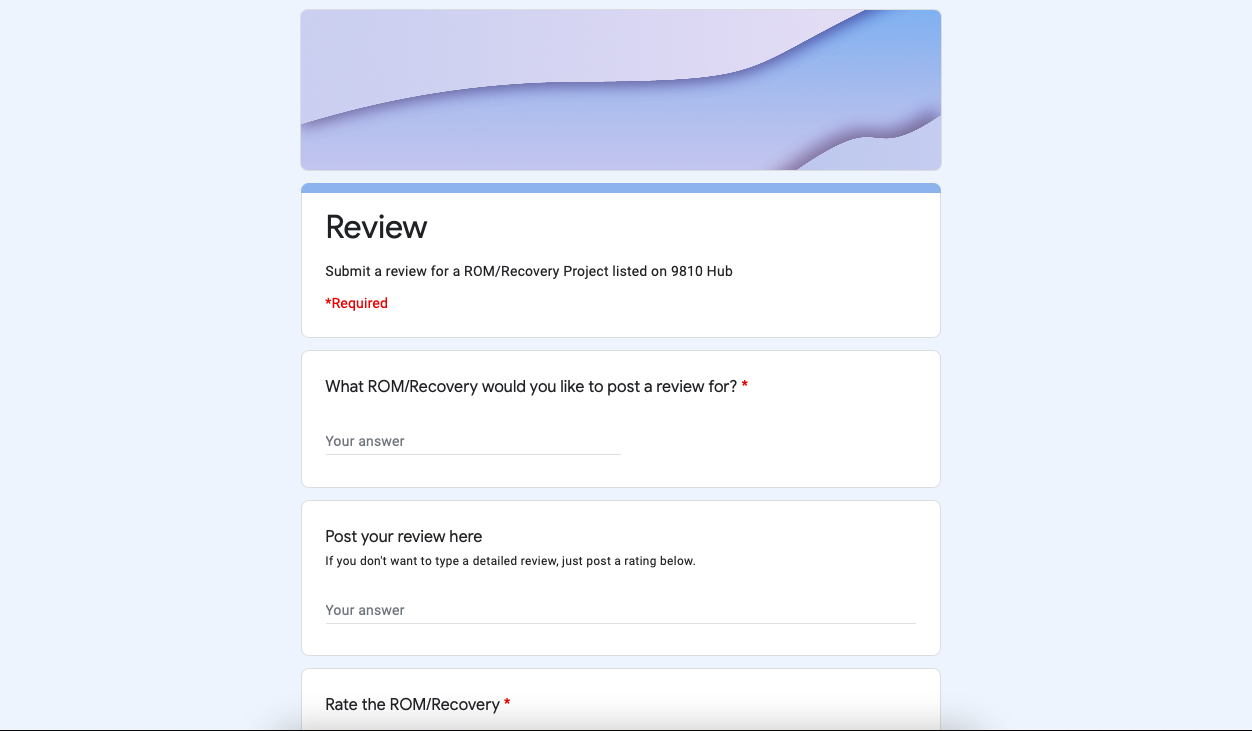 Review
Submit a review for a ROM/Recovery Project listed on 9810 Hub
*Required
What ROM/Recovery would you like to post a review for? *
Your answer
Post your review here
If you don't want to type a detailed review, just post a rating below.
Your answer
Rate the ROM/Recovery *